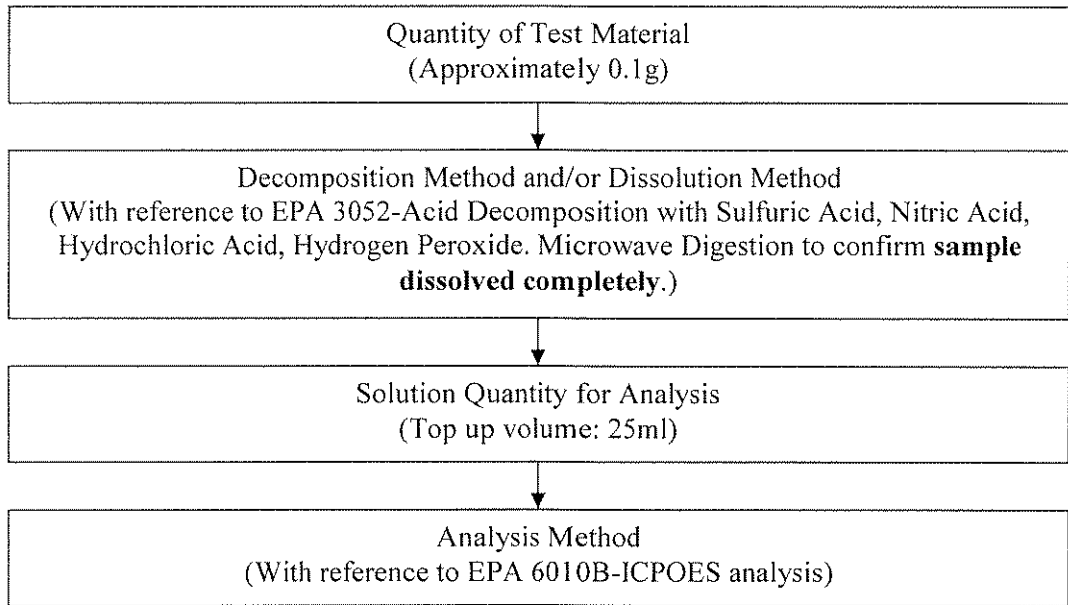 Quantity of Test Material
(Approximately 0.1g)
Decomposition Method and/or Dissolution Method
(With reference to EPA 3052-Acid Decomposition with Sulfuric Acid, Nitric Acid,
Hydrochloric Acid, Hydrogen Peroxide. Microwave Digestion to confirm sample
dissolved completely.)
Solution Quantity for Analysis
(Top up volume: 25ml)
Analysis Method
(With reference to EPA 6010B-ICPOES analysis)